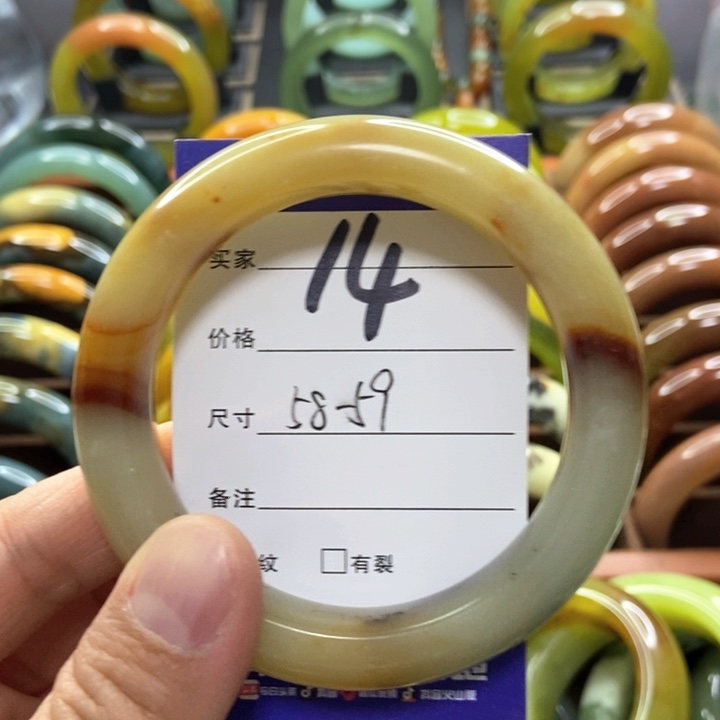 14
买家
价格
尺寸 58-59
备注
纹 □有裂